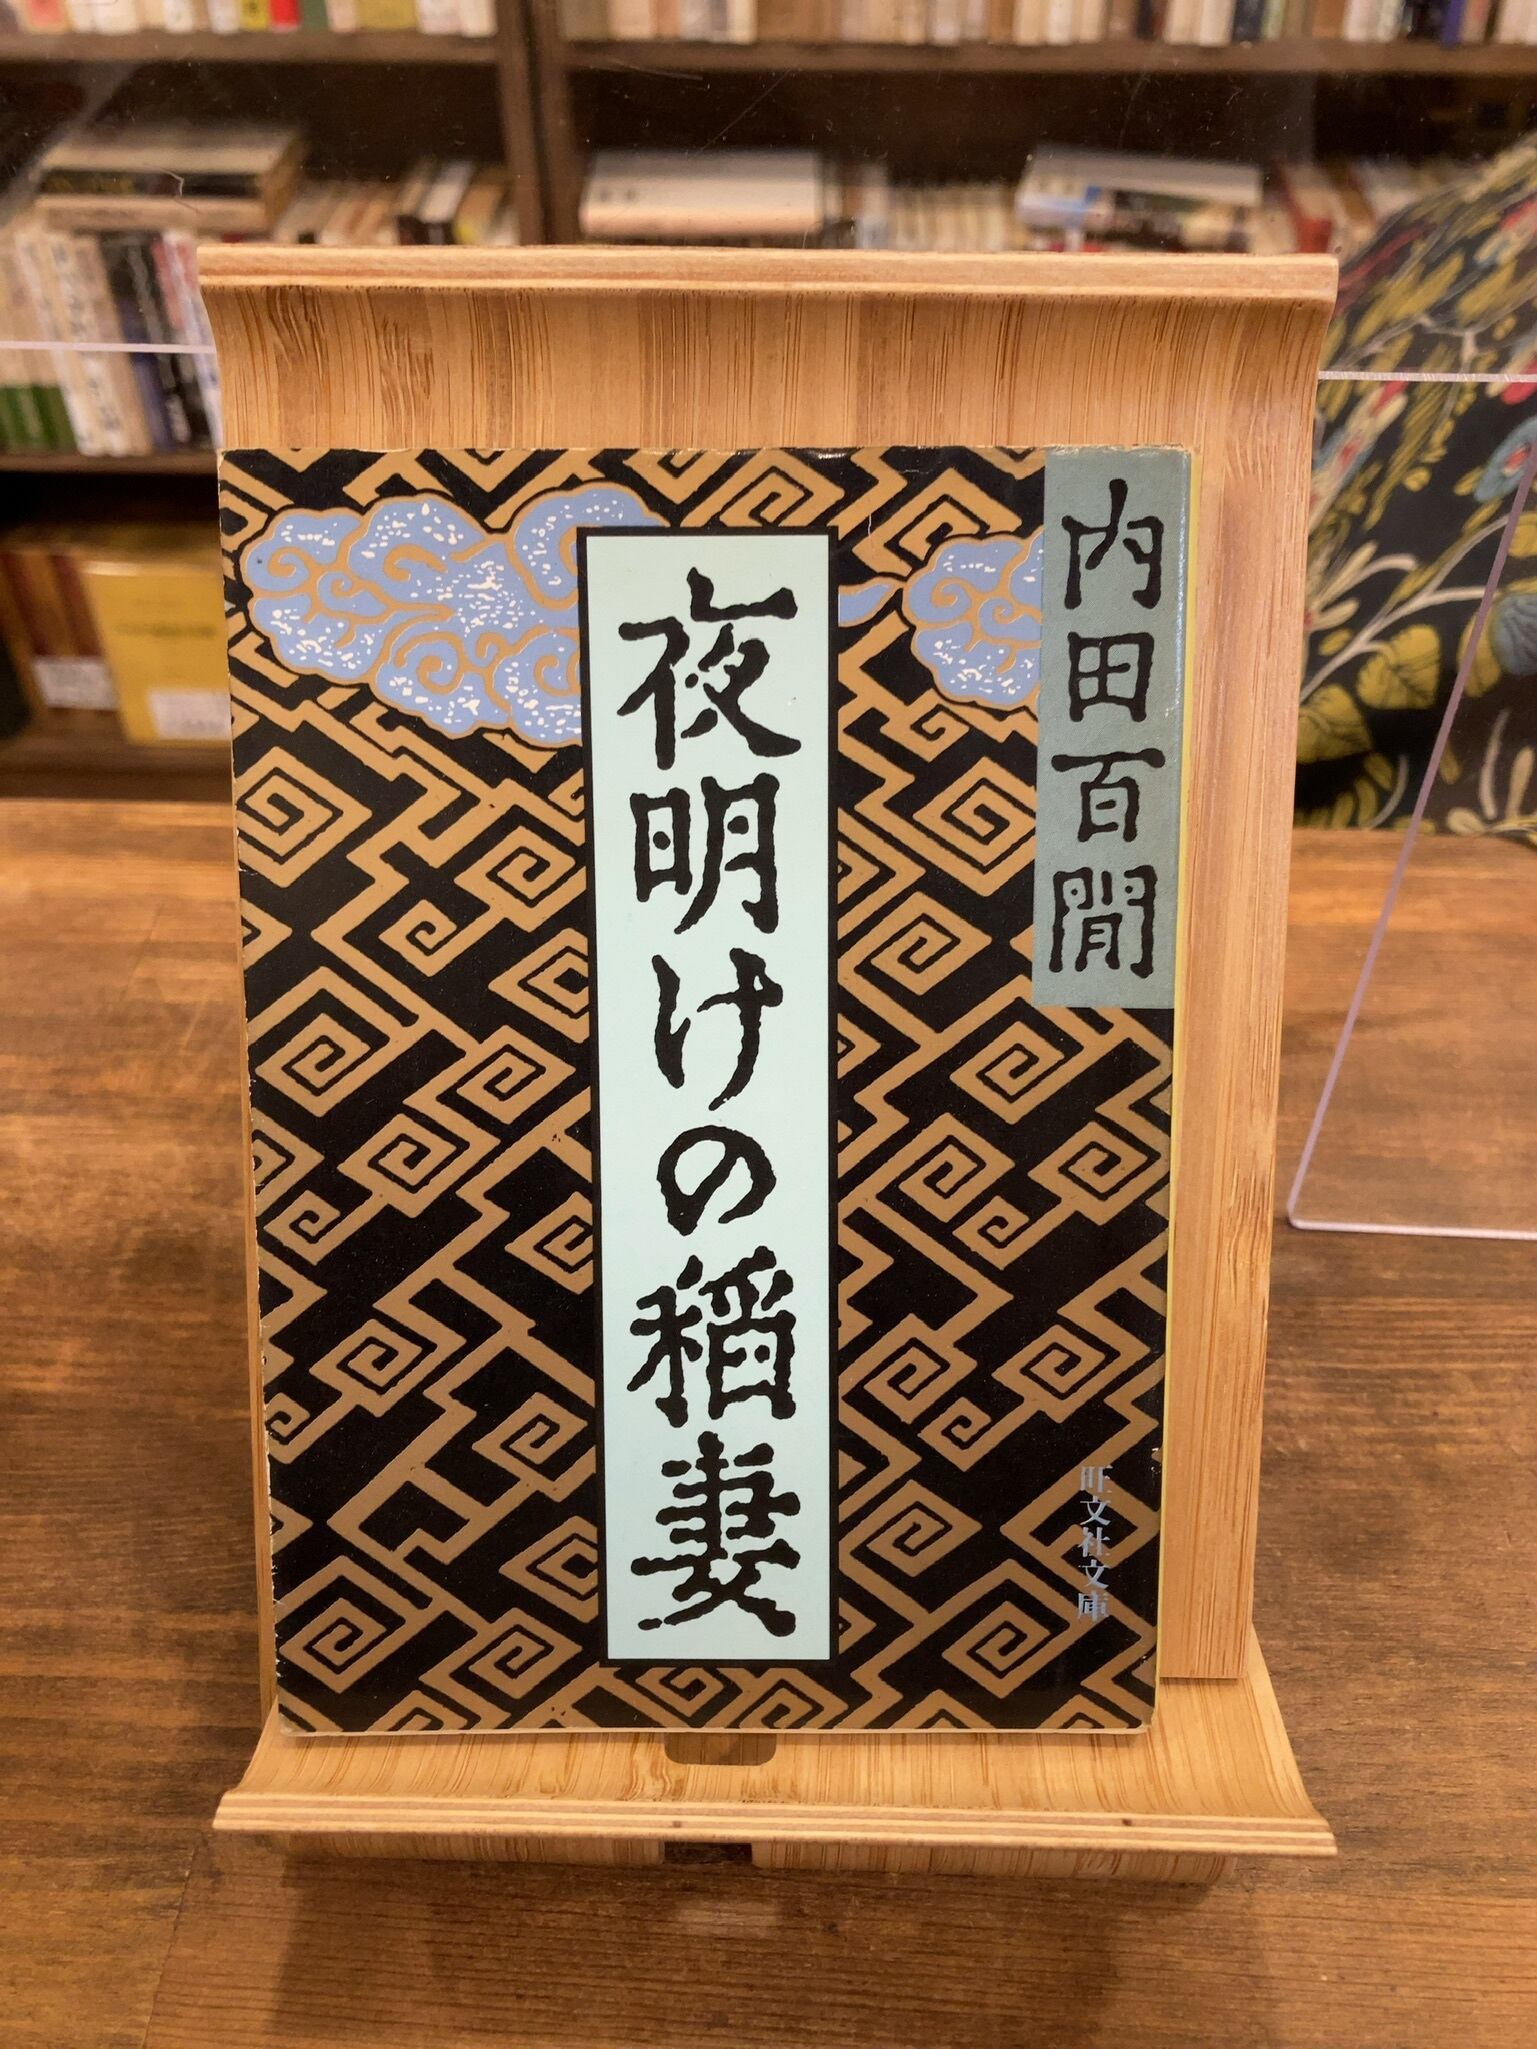 内田百閒
夜明けの稲妻
旺文社文庫